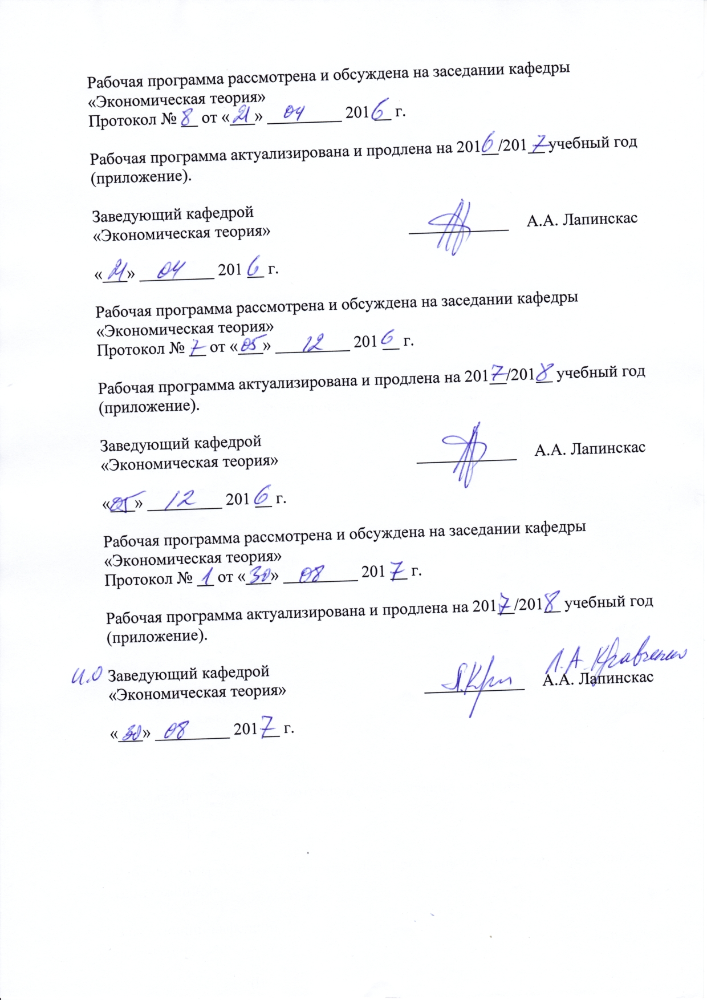 Рабочая программа рассмотрена и обсуждена на заседании кафедры
«Экономическая теория»
Протокол № 8 от «21» 04 2016 г.
Рабочая программа актуализирована и продлена на 2016/2017 учебный год
(приложение).
Заведующий кафедрой
«Экономическая теория» А.А. Лапинскас
«21» 04 2016 г.
Рабочая программа рассмотрена и обсуждена на заседании кафедры
«Экономическая теория»
Протокол № 7 от «05» 12 2016 г.
Рабочая программа актуализирована и продлена на 2017/2018 учебный год
(приложение).
Заведующий кафедрой
«Экономическая теория» А.А. Лапинскас
«05» 12 2016 г.
Рабочая программа рассмотрена и обсуждена на заседании кафедры
«Экономическая теория»
Протокол № 1 от «30» 08 2017 г.
Рабочая программа актуализирована и продлена на 2017/2018 учебный год
(приложение).
Л.А. Кравченко
И.О Заведующий кафедрой
«Экономическая теория» А.А. Лапинскас
«30» 08 2017 г.